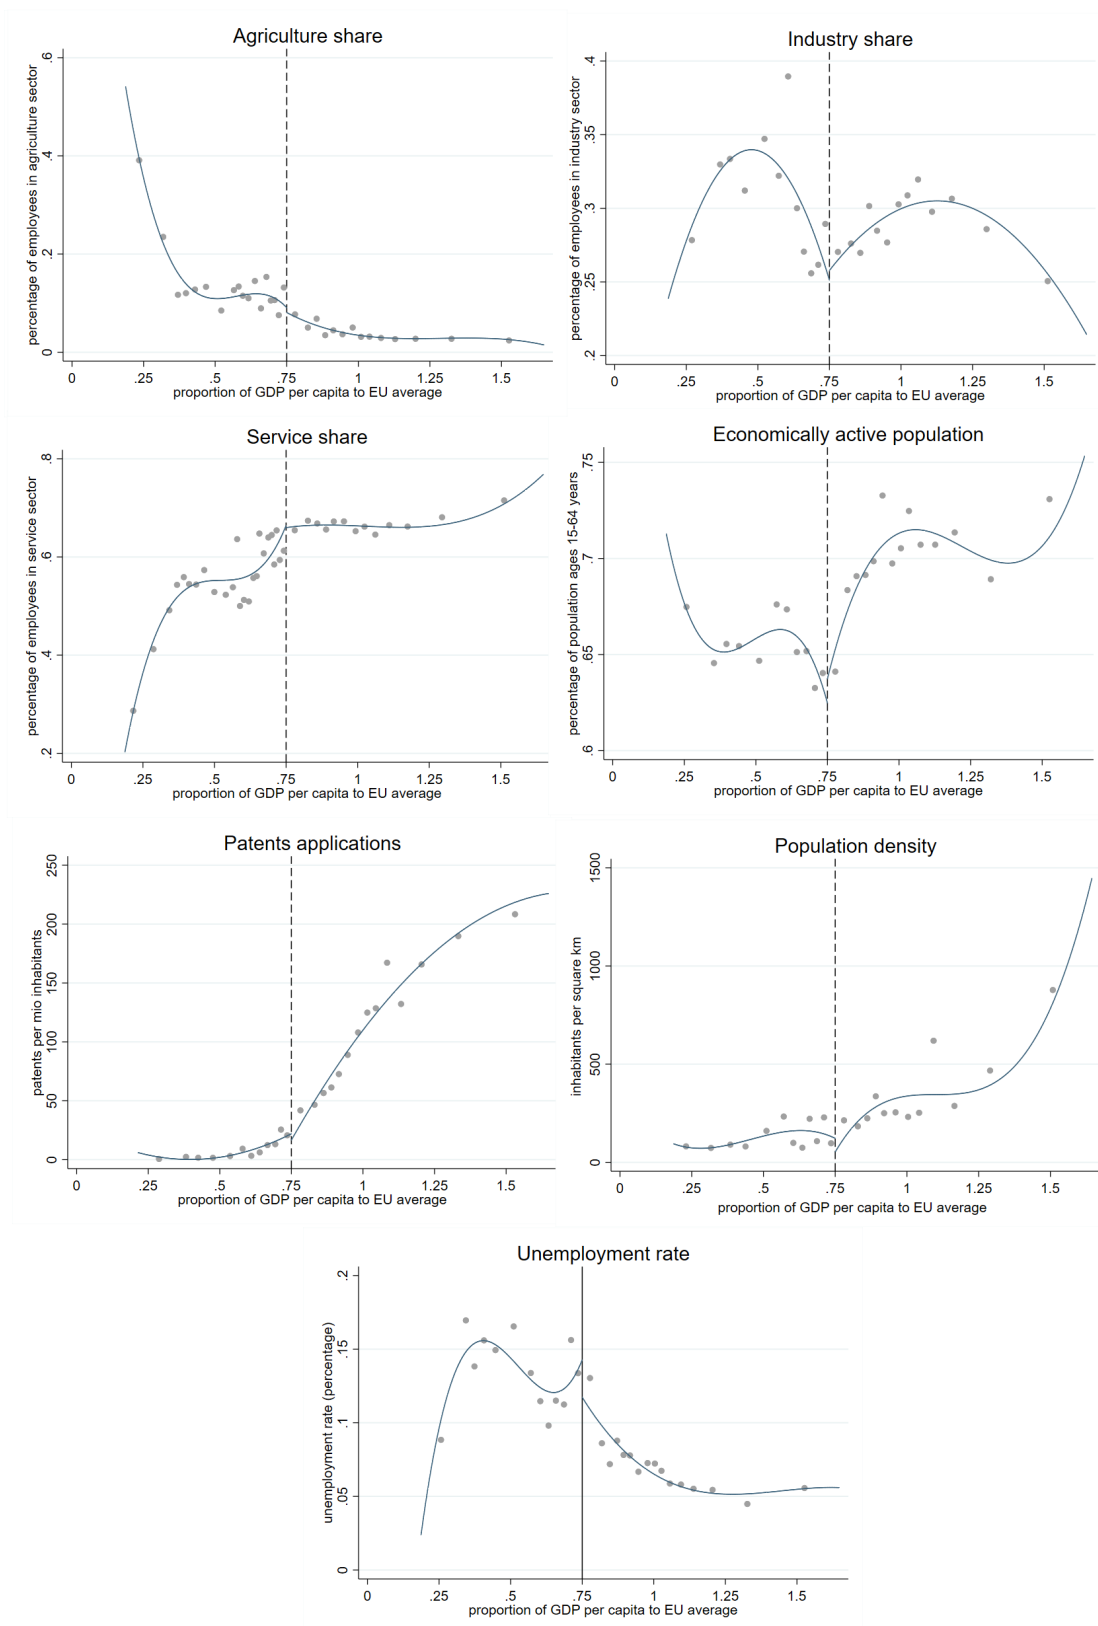 Agriculture share
percentage of employees in agriculture sector
.6
.4
.2
0
0 .25 .5 .75 1 1.25 1.5
proportion of GDP per capita to EU average
Industry share
percentage of employees in industry sector
.4
.35
.3
.25
.2
0 .25 .5 .75 1 1.25 1.5
proportion of GDP per capita to EU average
Service share
percentage of employees in service sector
.8
.6
.4
.2
0 .25 .5 .75 1 1.25 1.5
proportion of GDP per capita to EU average
Economically active population
percentage of population ages 15-64 years
.75
.7
.65
.6
0 .25 .5 .75 1 1.25 1.5
proportion of GDP per capita to EU average
Patents applications
patents per mio inhabitants
250
200
150
100
50
0
0 .25 .5 .75 1 1.25 1.5
proportion of GDP per capita to EU average
Population density
inhabitants per square km
1500
1000
500
0
0 .25 .5 .75 1 1.25 1.5
proportion of GDP per capita to EU average
Unemployment rate
unemployment rate (percentage)
.2
.15
.1
.05
0
0 .25 .5 .75 1 1.25 1.5
proportion of GDP per capita to EU average